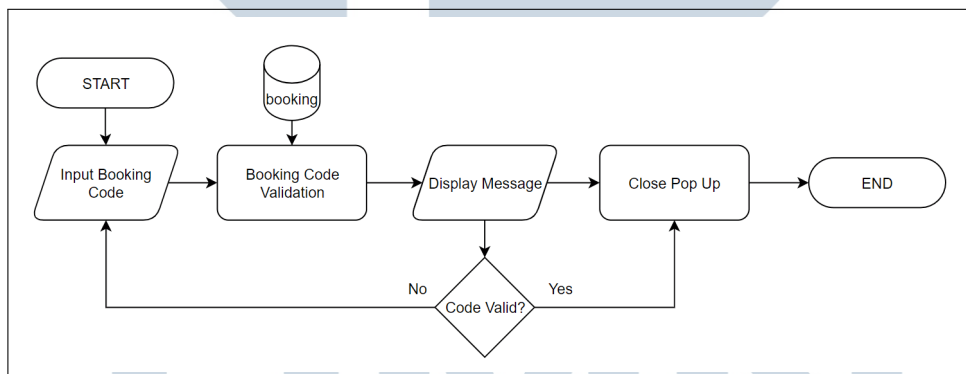 START
booking
Input Booking
Code
Booking Code
Validation
Display Message
Close Pop Up
END
No
Yes
Code Valid?